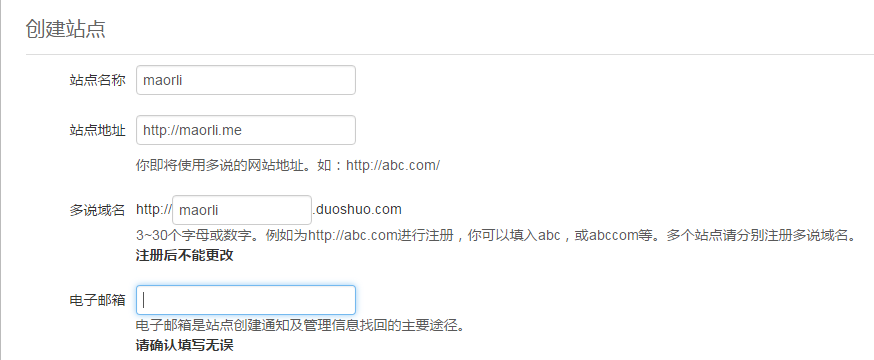 创建站点
站点名称 maorli
站点地址 http://maorli.me
你即将使用多说的网站地址。如：http://abc.com/
多说域名 http:// maorli .duoshuo.com
3~30个字母或数字。例如为http://abc.com进行注册，你可以填入abc，或abccom等。多个站点请分别注册多说域名。
注册后不能更改
电子邮箱
电子邮箱是站点创建通知及管理信息找回的主要途径。
请确认填写无误